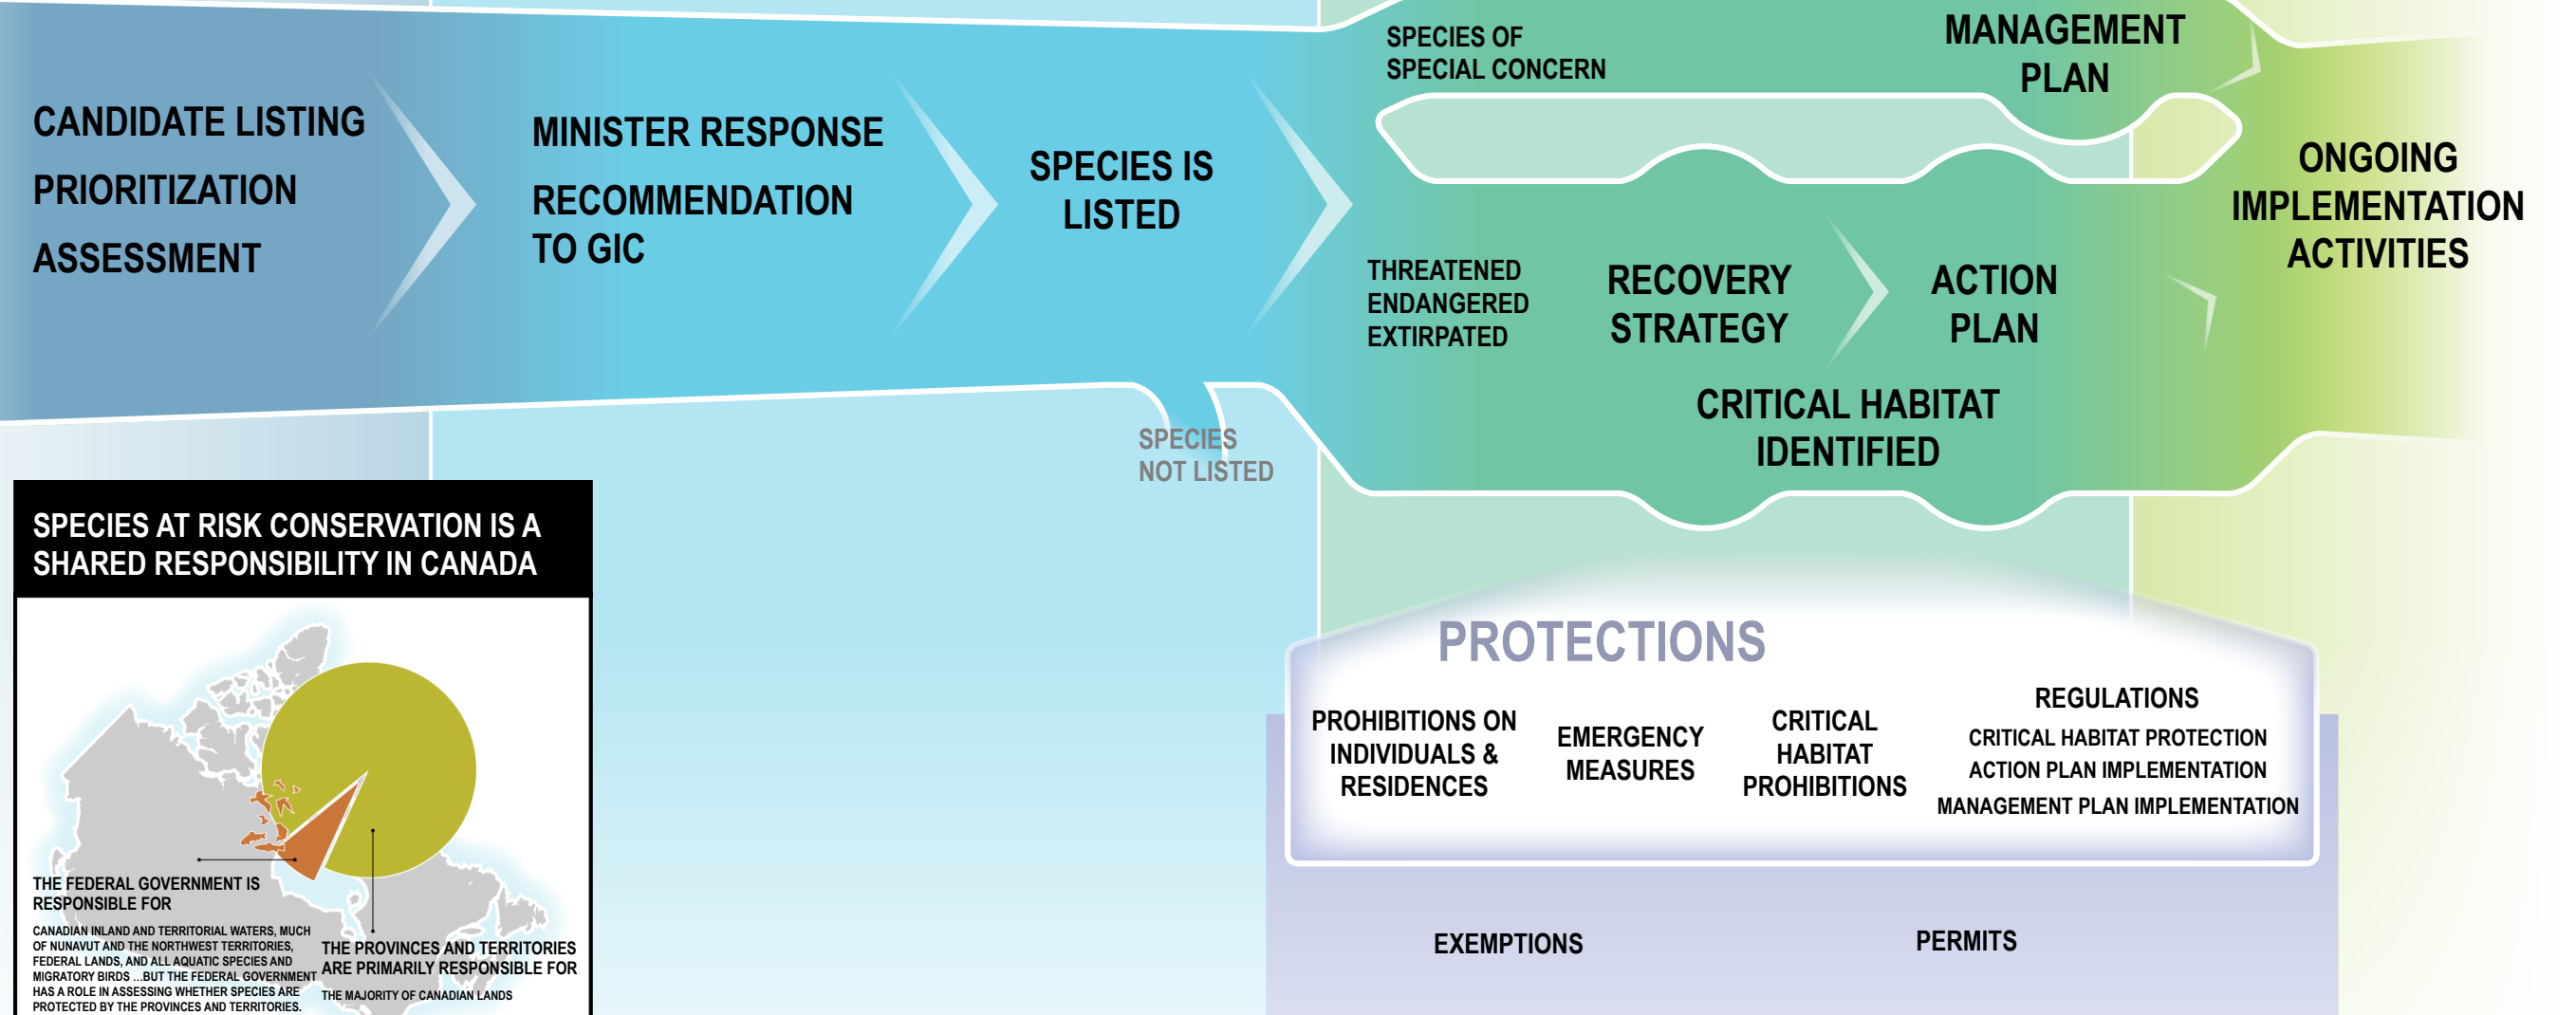 CANDIDATE LISTING
PRIORITIZATION
ASSESSMENT
MINISTER RESPONSE
RECOMMENDATION
TO GIC
SPECIES IS
LISTED
SPECIES
NOT LISTED
SPECIES OF
SPECIAL CONCERN
MANAGEMENT
PLAN
THREATENED
ENDANGERED
EXTIRPATED
RECOVERY
STRATEGY
ACTION
PLAN
CRITICAL HABITAT
IDENTIFIED
ONGOING
IMPLEMENTATION
ACTIVITIES
SPECIES AT RISK CONSERVATION IS A
SHARED RESPONSIBILITY IN CANADA
THE FEDERAL GOVERNMENT IS
RESPONSIBLE FOR
CANADIAN INLAND AND TERRITORIAL WATERS, MUCH
OF NUNAVUT AND THE NORTHWEST TERRITORIES,
FEDERAL LANDS, AND ALL AQUATIC SPECIES AND
MIGRATORY BIRDS ...BUT THE FEDERAL GOVERNMENT
HAS A ROLE IN ASSESSING WHETHER SPECIES ARE
PROTECTED BY THE PROVINCES AND TERRITORIES.
THE PROVINCES AND TERRITORIES
ARE PRIMARILY RESPONSIBLE FOR
THE MAJORITY OF CANADIAN LANDS
PROTECTIONS
PROHIBITIONS ON
INDIVIDUALS &
RESIDENCES
EMERGENCY
MEASURES
CRITICAL
HABITAT
PROHIBITIONS
REGULATIONS
CRITICAL HABITAT PROTECTION
ACTION PLAN IMPLEMENTATION
MANAGEMENT PLAN IMPLEMENTATION
EXEMPTIONS
PERMITS